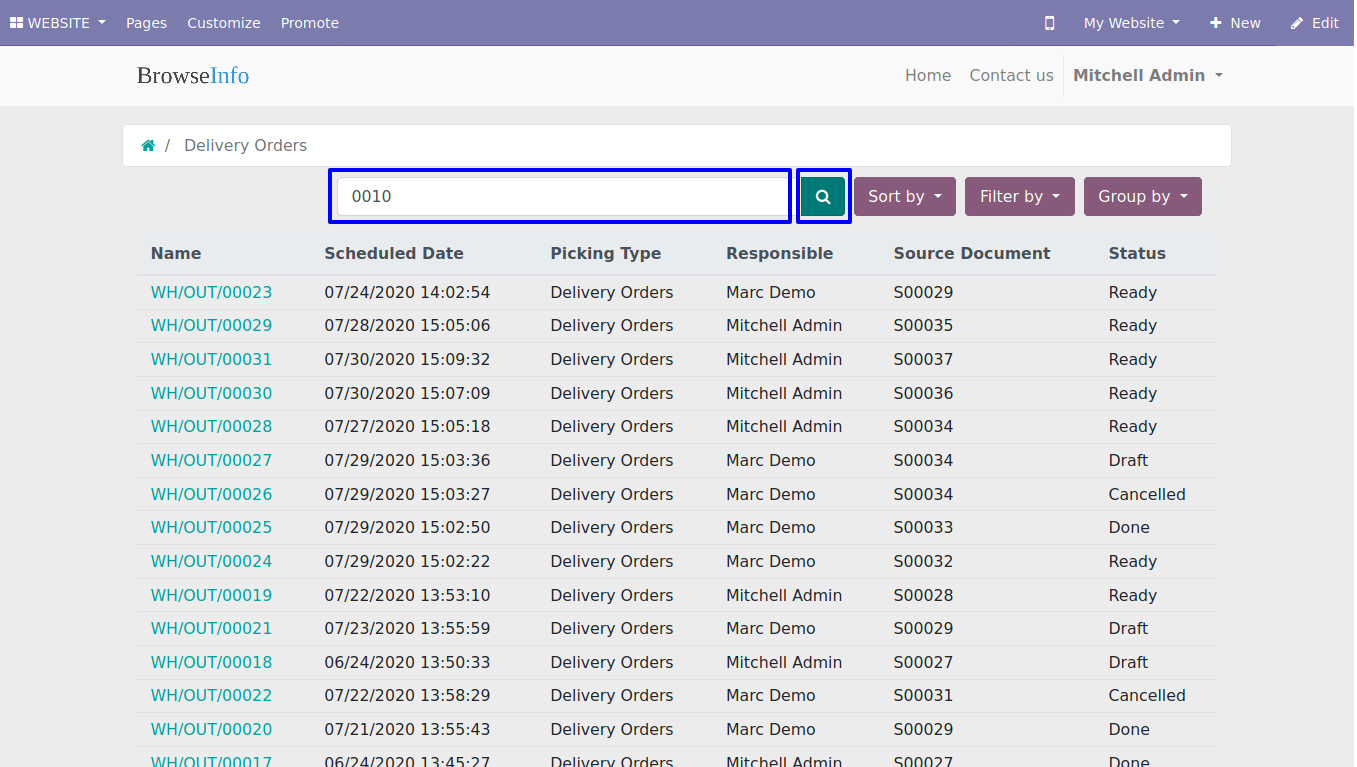 WEBSITE Pages Customize Promote My Website New Edit
BrowseInfo Home Contact us Mitchell Admin
/ Delivery Orders
0010 Sort by Filter by Group by
Name Scheduled Date Picking Type Responsible Source Document Status
WH/OUT/00023 07/24/2020 14:02:54 Delivery Orders Marc Demo S00029 Ready
WH/OUT/00029 07/28/2020 15:05:06 Delivery Orders Mitchell Admin S00035 Ready
WH/OUT/00031 07/30/2020 15:09:32 Delivery Orders Mitchell Admin S00037 Ready
WH/OUT/00030 07/30/2020 15:07:09 Delivery Orders Mitchell Admin S00036 Ready
WH/OUT/00028 07/27/2020 15:05:18 Delivery Orders Mitchell Admin S00034 Ready
WH/OUT/00027 07/29/2020 15:03:36 Delivery Orders Marc Demo S00034 Draft
WH/OUT/00026 07/29/2020 15:03:27 Delivery Orders Marc Demo S00034 Cancelled
WH/OUT/00025 07/29/2020 15:02:50 Delivery Orders Marc Demo S00033 Done
WH/OUT/00024 07/29/2020 15:02:22 Delivery Orders Marc Demo S00032 Ready
WH/OUT/00019 07/22/2020 13:53:10 Delivery Orders Mitchell Admin S00028 Ready
WH/OUT/00021 07/23/2020 13:55:59 Delivery Orders Marc Demo S00029 Draft
WH/OUT/00018 06/24/2020 13:50:33 Delivery Orders Mitchell Admin S00027 Draft
WH/OUT/00022 07/22/2020 13:58:29 Delivery Orders Marc Demo S00031 Cancelled
WH/OUT/00020 07/21/2020 13:55:43 Delivery Orders Marc Demo S00029 Done
WH/OUT/00017 06/24/2020 13:45:27 Delivery Orders Mitchell Admin S00027 Done